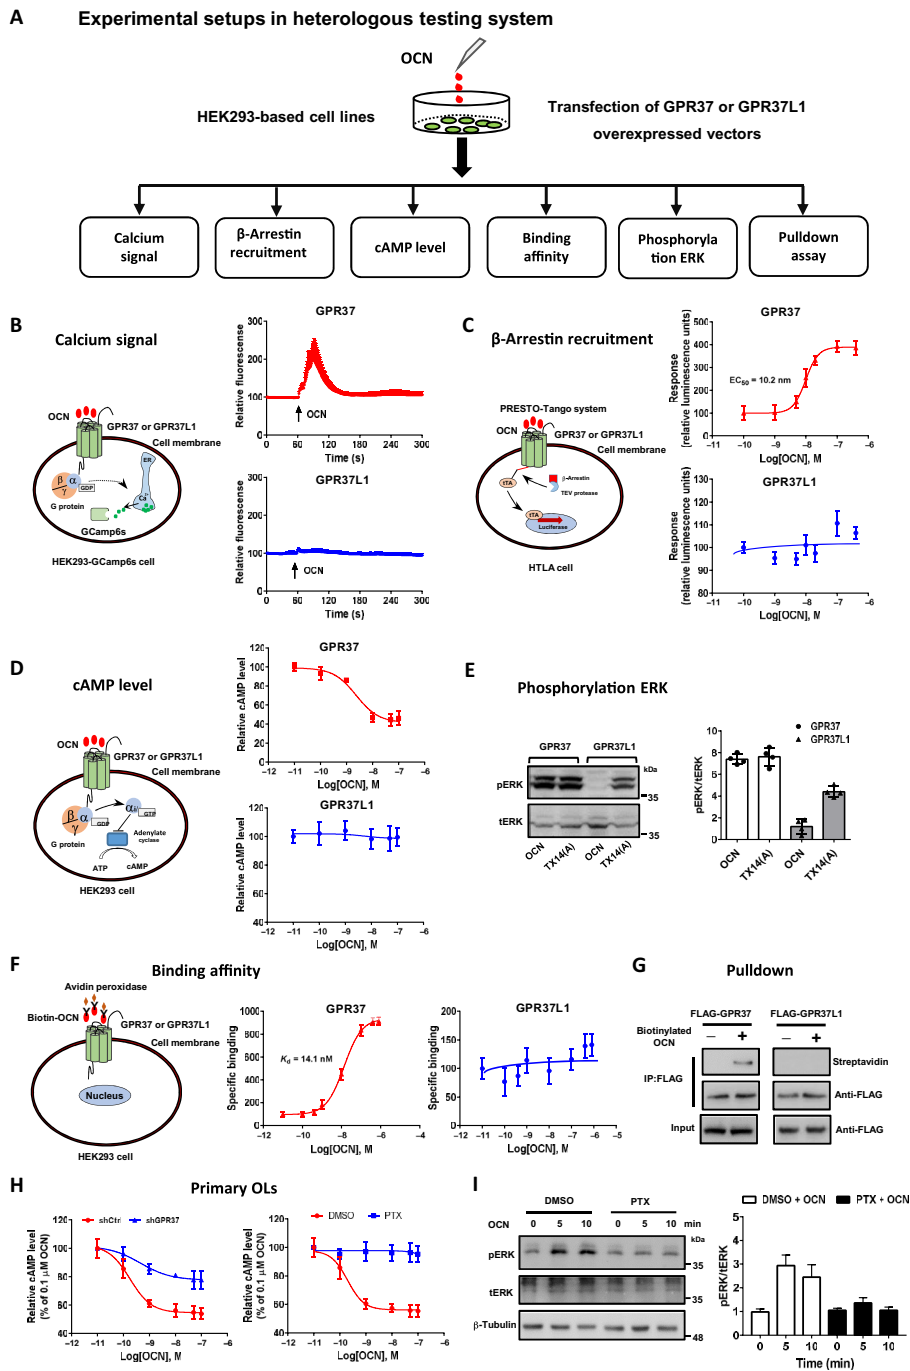 A
Experimental setups in heterologous testing system
OCN
HEK293-based cell lines
Transfection of GPR37 or GPR37L1
overexpressed vectors
Calcium
signal
β-Arrestin
recruitment
cAMP level
Binding
affinity
Phosphoryla
tion ERK
Pulldown
assay
B
Calcium signal
OCN
GPR37 or GPR37L1
Cell membrane
ER
β
γ
α
GDP
Ca
G protein
GCamp6s
HEK293-GCamp6s cell
GPR37
Relative fluorescense
300
200
100
0
OCN
0 60 120 180 240 300
Time (s)
GPR37L1
Relative fluorescense
300
200
100
0
OCN
0 60 120 180 240 300
Time (s)
C
β-Arrestin recruitment
PRESTO-Tango system
OCN
GPR37 or GPR37L1
Cell membrane
tTA
β-Arrestin
TEV protease
tTA
Luciferase
HTLA cell
GPR37
Response
(relative luminescence units)
500
400
300
200
100
0
EC50 = 10.2 nm
−11 −10 −9 −8 −7 −6
Log[OCN], M
GPR37L1
Response
(relative luminescence units)
120
110
100
90
80
−11 −10 −9 −8 −7 −6
Log[OCN], M
D
cAMP level
OCN
GPR37 or GPR37L1
Cell membrane
β
γ
α
GDP
αi
GTP
G protein
Adenylate
cyclase
ATP
cAMP
HEK293 cell
GPR37
Relative cAMP level
120
100
80
60
40
20
0
−12 −11 −10 −9 −8 −7 −6
Log[OCN], M
GPR37L1
Relative cAMP level
120
100
80
60
40
−12 −11 −10 −9 −8 −7 −6
Log[OCN], M
E
Phosphorylation ERK
GPR37 GPR37L1
kDa
pERK
35
tERK
35
OCN TX14(A) OCN TX14(A)
GPR37
GPR37L1
pERK/tERK
12
8
4
0
OCN TX14(A) OCN TX14(A)
F
Binding affinity
Avidin peroxidase
Biotin-OCN
GPR37 or GPR37L1
Cell membrane
Nucleus
HEK293 cell
GPR37
Specific bingding
1000
800
600
400
200
0
Kd = 14.1 nM
−12 −10 −8 −6 −4
Log[OCN], M
GPR37L1
Specific bingding
200
150
100
50
0
−11 −10 −9 −8 −7 −6 −5
Log[OCN], M
G
Pulldown
FLAG-GPR37 FLAG-GPR37L1
Biotinylated
OCN
− + − +
IP:FLAG
Streptavidin
Anti-FLAG
Input
Anti-FLAG
H
Primary OLs
shCtrl shGPR37
Relative cAMP level
(% of 0.1 μM OCN)
120
100
80
60
40
−12 −11 −10 −9 −8 −7 −6
Log[OCN], M
DMSO PTX
Relative cAMP level
(% of 0.1 μM OCN)
120
100
80
60
40
−11 −10 −9 −8 −7
Log[OCN], M
I
DMSO PTX
OCN 0 5 10 0 5 10 min
kDa
pERK
35
tERK
35
β-Tubulin
48
DMSO + OCN
PTX + OCN
pERK/tERK
5
4
3
2
1
0
0 5 10 0 5 10
Time (min)